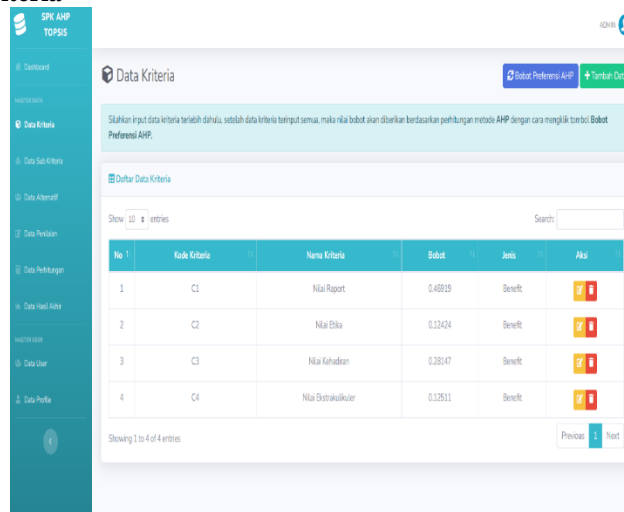 SPK AHP
TOPSIS
ADMIN
Dashboard
Data Kriteria
Bobot Preferensi AHP
Tambah Dat
MASTER DATA
Data Kriteria
Silahkan input data kriteria terlebih dahulu, setelah data kriteria terinput semua, maka nilai bobot akan diberikan berdasarkan perhitungan metode AHP dengan cara mengklik tombol Bobot
Preferensi AHP.
Data Sub Kriteria
Daftar Data Kriteria
Data Alternatif
Show 10 entries
Search:
Data Penilaian
No Kode Kriteria Nama Kriteria Bobot Jenis Aksi
Data Perhitungan
1 C1 Nilai Raport 0.46919 Benefit
Data Hasil Akhir
2 C2 Nilai Etika 0.12424 Benefit
MASTER USER
Data User
3 C3 Nilai Kehadiran 0.28147 Benefit
Data Profile
4 C4 Nilai Ekstrakulikuler 0.12511 Benefit
Showing 1 to 4 of 4 entries
Previous 1 Next